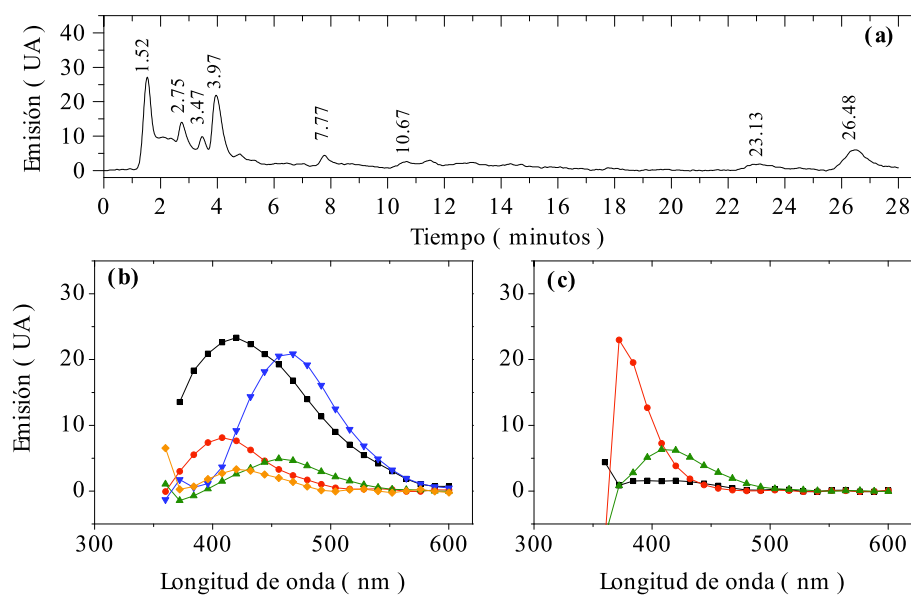 (a)
Emisión ( UA)
40
30
20
10
0
1.52
2.75
3.47
3.97
7.77
10.67
23.13
26.48
0 2 4 6 8 10 12 14 16 18 20 22 24 26 28
Tiempo ( minutos )
(b)
Emisión ( UA)
30
20
10
0
300 400 500 600
Longitud de onda ( nm )
(c)
30
20
10
0
300 400 500 600
Longitud de onda ( nm )